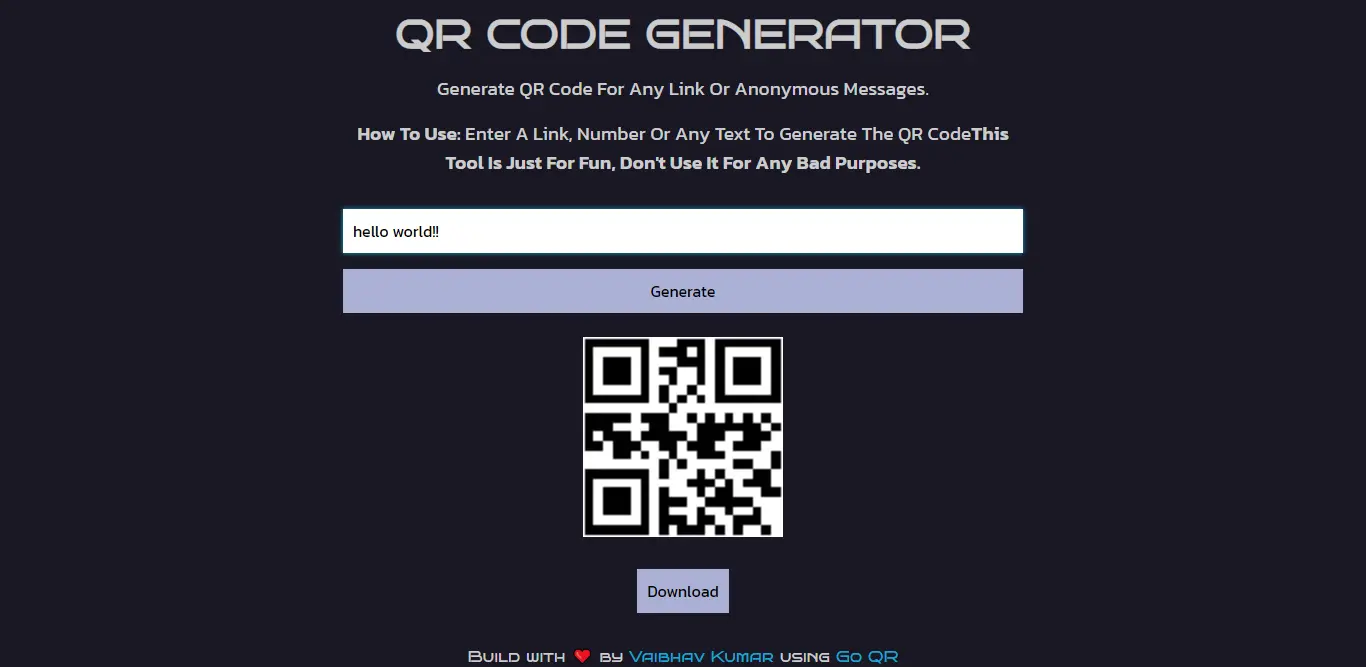 QR CODE GENERATOR
Generate QR Code For Any Link Or Anonymous Messages.
How To Use: Enter A Link, Number Or Any Text To Generate The QR CodeThis
Tool Is Just For Fun, Don't Use It For Any Bad Purposes.
hello world!!
Generate
Download
Build with ❤ by Vaibhav Kumar using Go QR